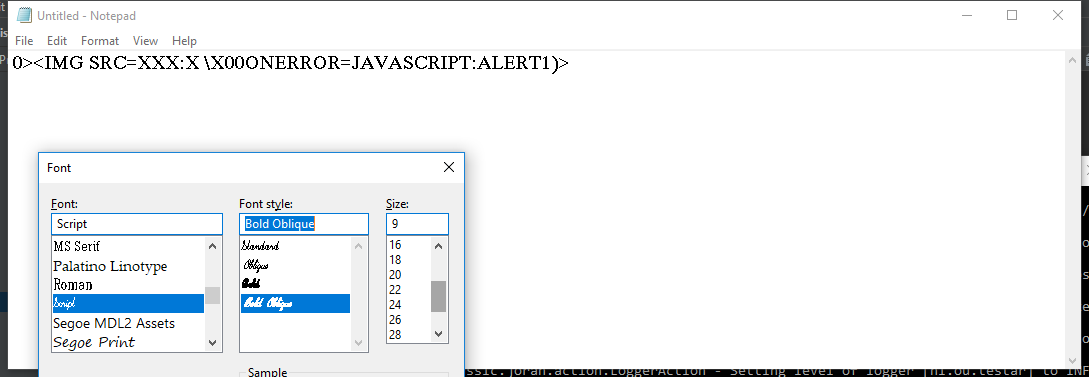 Untitled - Notepad
File Edit Format View Help
0><IMG SRC=XXX:X \X00ONERROR=JAVASCRIPT:ALERT1)>
Font
Font: Font style: Size:
Script Bold Oblique 9
MS Serif
Palatino Linotype
Roman
Script
Segoe MDL2 Assets
Segoe Print
Standard
Oblique
Bold
Bold Oblique
16
18
20
22
24
26
28
Sample
ssic.joran.action.LoggerAction - Setting level of logger [nl.ou.testar] to INF